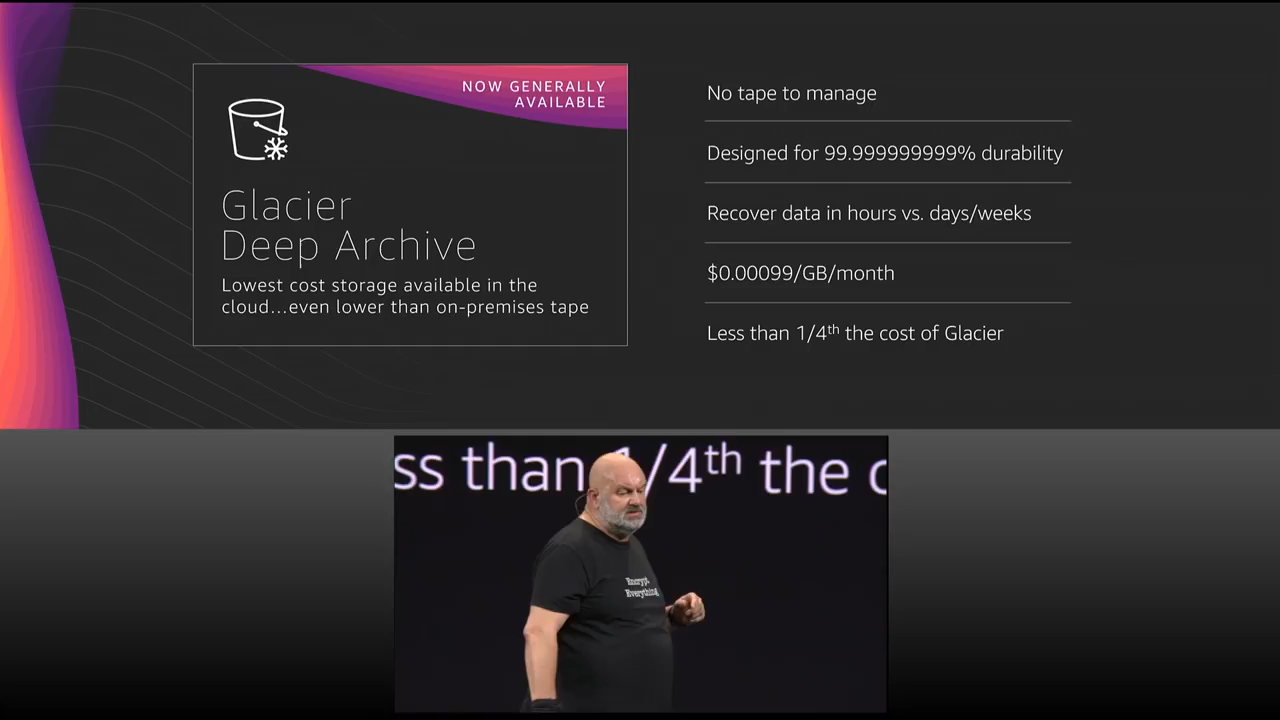 NOW GENERALLY
AVAILABLE
Glacier
Deep Archive
Lowest cost storage available in the
cloud...even lower than on-premises tape
No tape to manage
Designed for 99.999999999% durability
Recover data in hours vs. days/weeks
$0.00099/GB/month
Less than 1/4th the cost of Glacier
ss than 1/4th the c
Encrypt
Everything